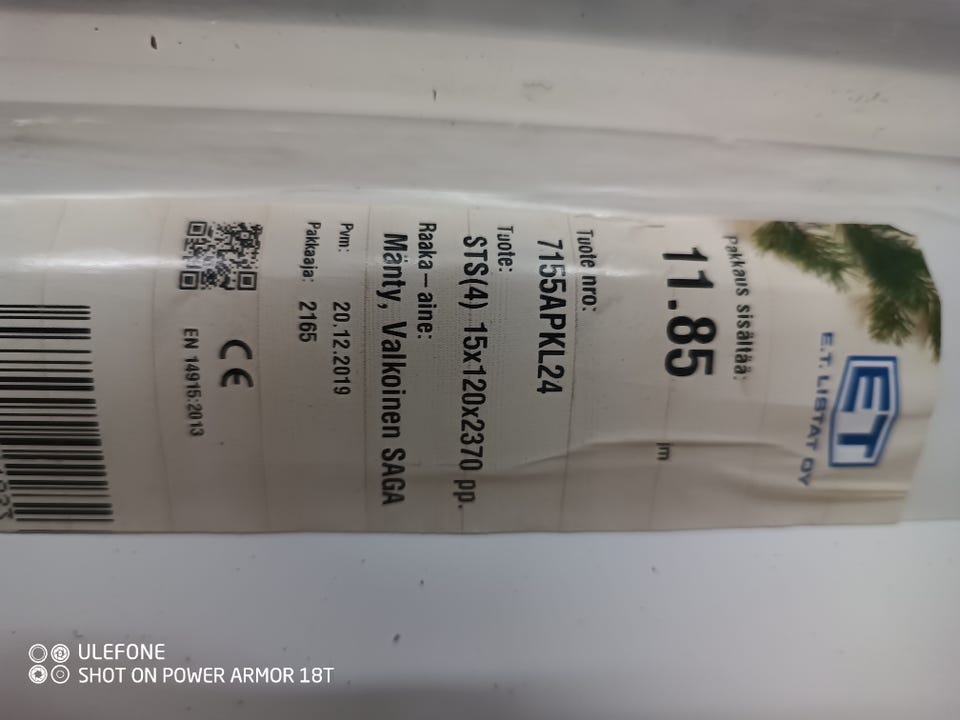 ET
E.T. LISTAT OY
Pakkaus sisältää:
11.85 jm
Tuote nro:
7155APKL24
Tuote:
STS(4) 15x120x2370 pp.
Raaka-aine:
Mänty, Valkoinen SAGA
Pvm: 20.12.2019
Pakkaaja: 2165
CE
EN 14915:2013
ULEFONE
SHOT ON POWER ARMOR 18T